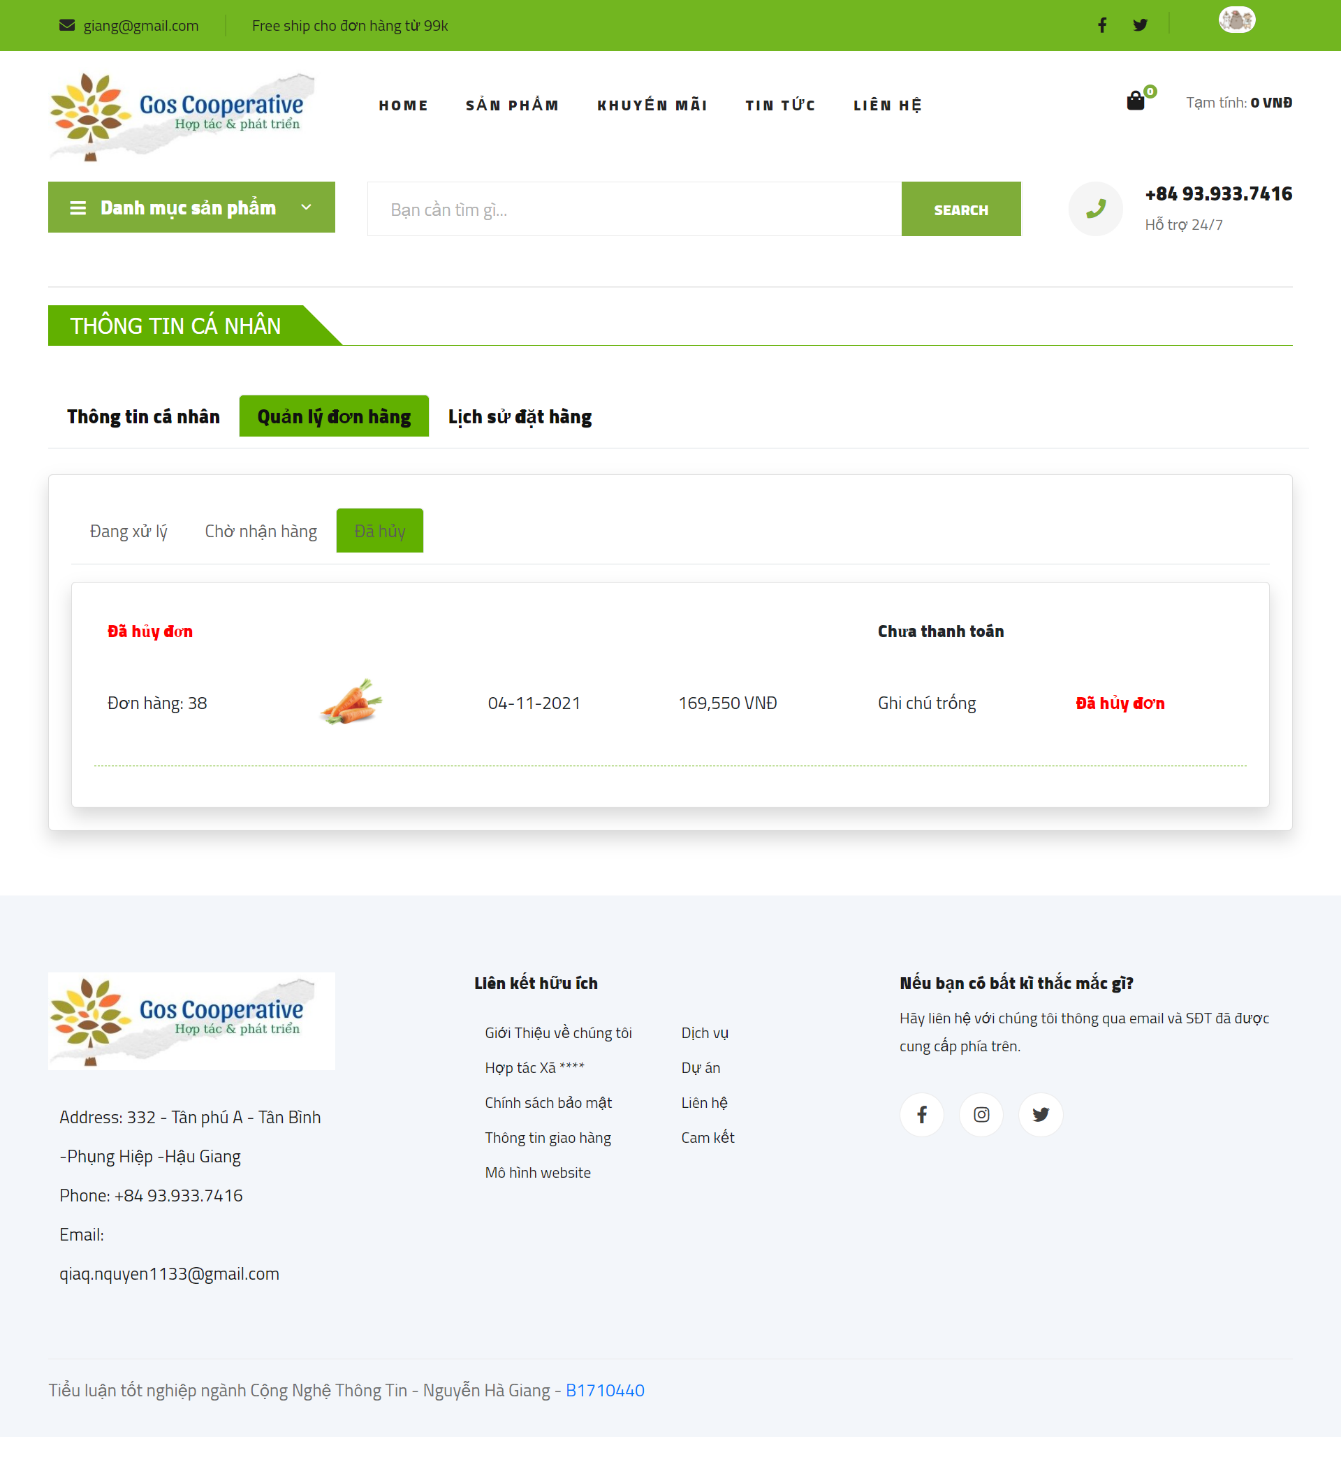 giang@gmail.com
Free ship cho đơn hàng từ 99k
Gos Cooperative
Hợp tác & phát triển
HOME
SẢN PHẨM
KHUYẾN MÃI
TIN TỨC
LIÊN HỆ
0
Tạm tính: 0 VNĐ
Danh mục sản phẩm
Bạn cần tìm gì...
SEARCH
+84 93.933.7416
Hỗ trợ 24/7
THÔNG TIN CÁ NHÂN
Thông tin cá nhân
Quản lý đơn hàng
Lịch sử đặt hàng
Đang xử lý
Chờ nhận hàng
Đã hủy
Đã hủy đơn
Chưa thanh toán
Đơn hàng: 38
04-11-2021
169,550 VNĐ
Ghi chú trống
Đã hủy đơn
Gos Cooperative
Hợp tác & phát triển
Address: 332 - Tân phú A - Tân Bình
-Phụng Hiệp -Hậu Giang
Phone: +84 93.933.7416
Email:
qiaq.nquyen1133@gmail.com
Liên kết hữu ích
Giới Thiệu về chúng tôi
Hợp tác Xã ****
Chính sách bảo mật
Thông tin giao hàng
Mô hình website
Dịch vụ
Dự án
Liên hệ
Cam kết
Nếu bạn có bất kì thắc mắc gì?
Hãy liên hệ với chúng tôi thông qua email và SĐT đã được
cung cấp phía trên.
Tiểu luận tốt nghiệp ngành Cộng Nghệ Thông Tin - Nguyễn Hà Giang - B1710440